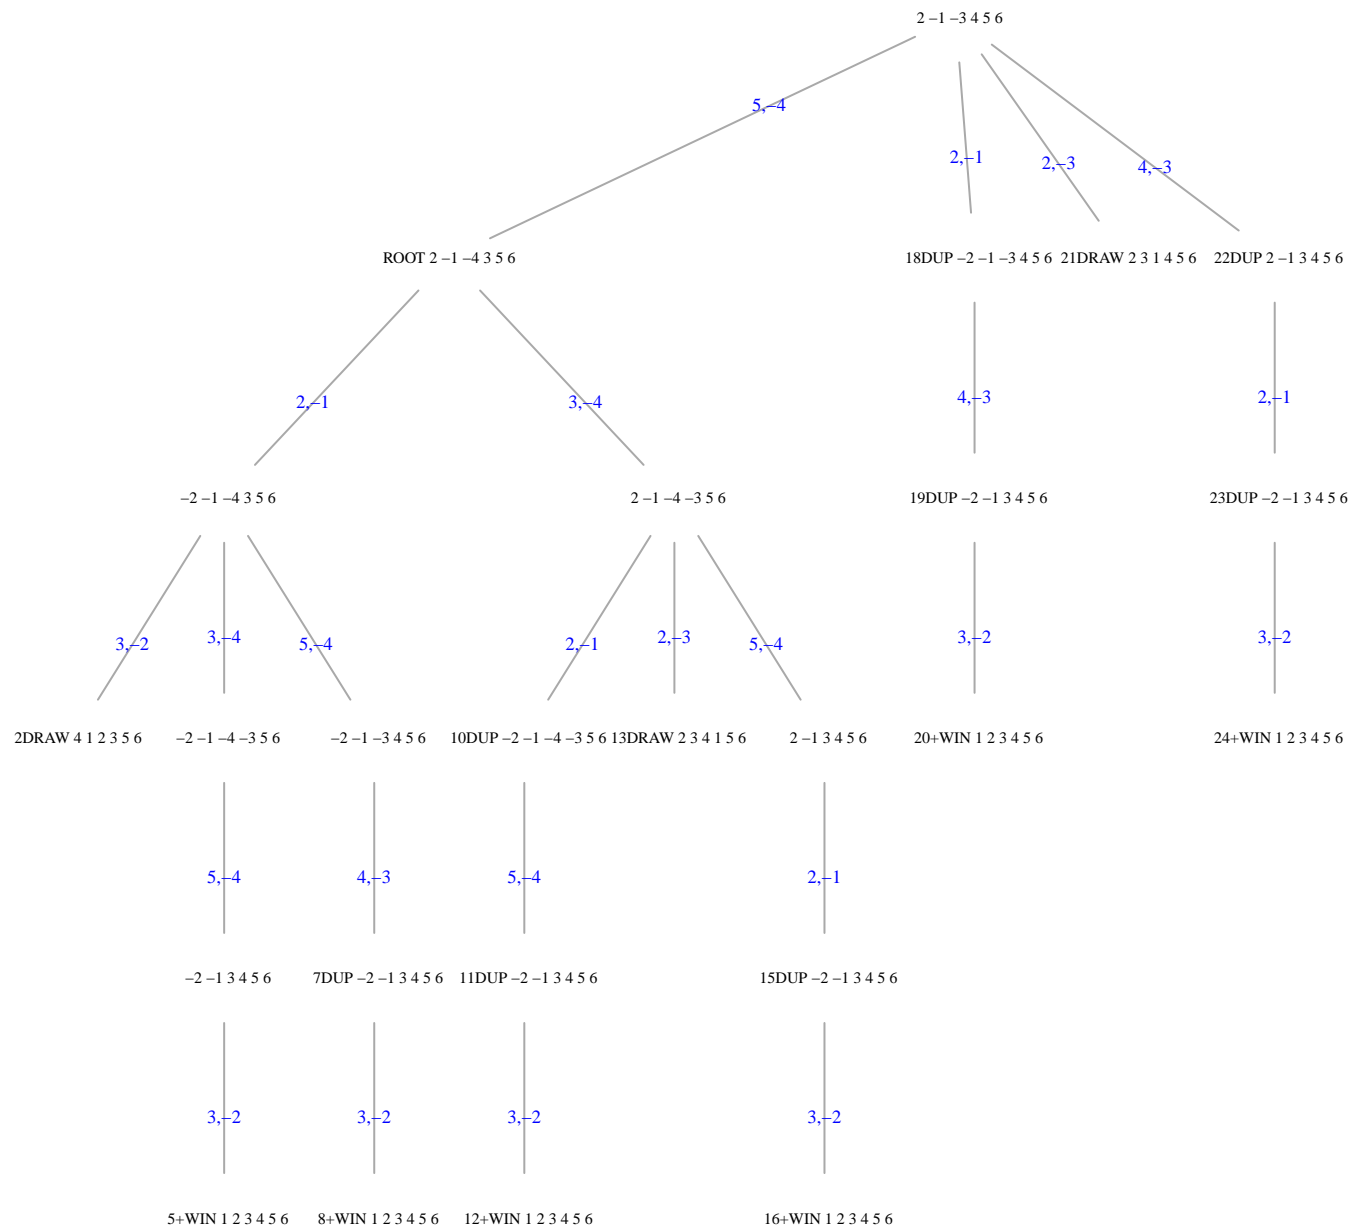 2 −1 −3 4 5 6
5,−4
2,−1
2,−3
4,−3
ROOT 2 −1 −4 3 5 6
18DUP −2 −1 −3 4 5 6
21DRAW 2 3 1 4 5 6
22DUP 2 −1 3 4 5 6
2,−1
3,−4
4,−3
2,−1
−2 −1 −4 3 5 6
2 −1 −4 −3 5 6
19DUP −2 −1 3 4 5 6
23DUP −2 −1 3 4 5 6
3,−2
3,−4
5,−4
2,−1
2,−3
5,−4
3,−2
3,−2
2DRAW 4 1 2 3 5 6
−2 −1 −4 −3 5 6
−2 −1 −3 4 5 6
10DUP −2 −1 −4 −3 5 6
13DRAW 2 3 4 1 5 6
2 −1 3 4 5 6
20+WIN 1 2 3 4 5 6
24+WIN 1 2 3 4 5 6
5,−4
4,−3
5,−4
2,−1
−2 −1 3 4 5 6
7DUP −2 −1 3 4 5 6
11DUP −2 −1 3 4 5 6
15DUP −2 −1 3 4 5 6
3,−2
3,−2
3,−2
3,−2
5+WIN 1 2 3 4 5 6
8+WIN 1 2 3 4 5 6
12+WIN 1 2 3 4 5 6
16+WIN 1 2 3 4 5 6